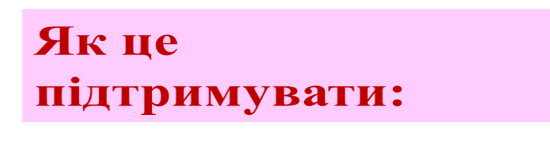 Як це
підтримувати: